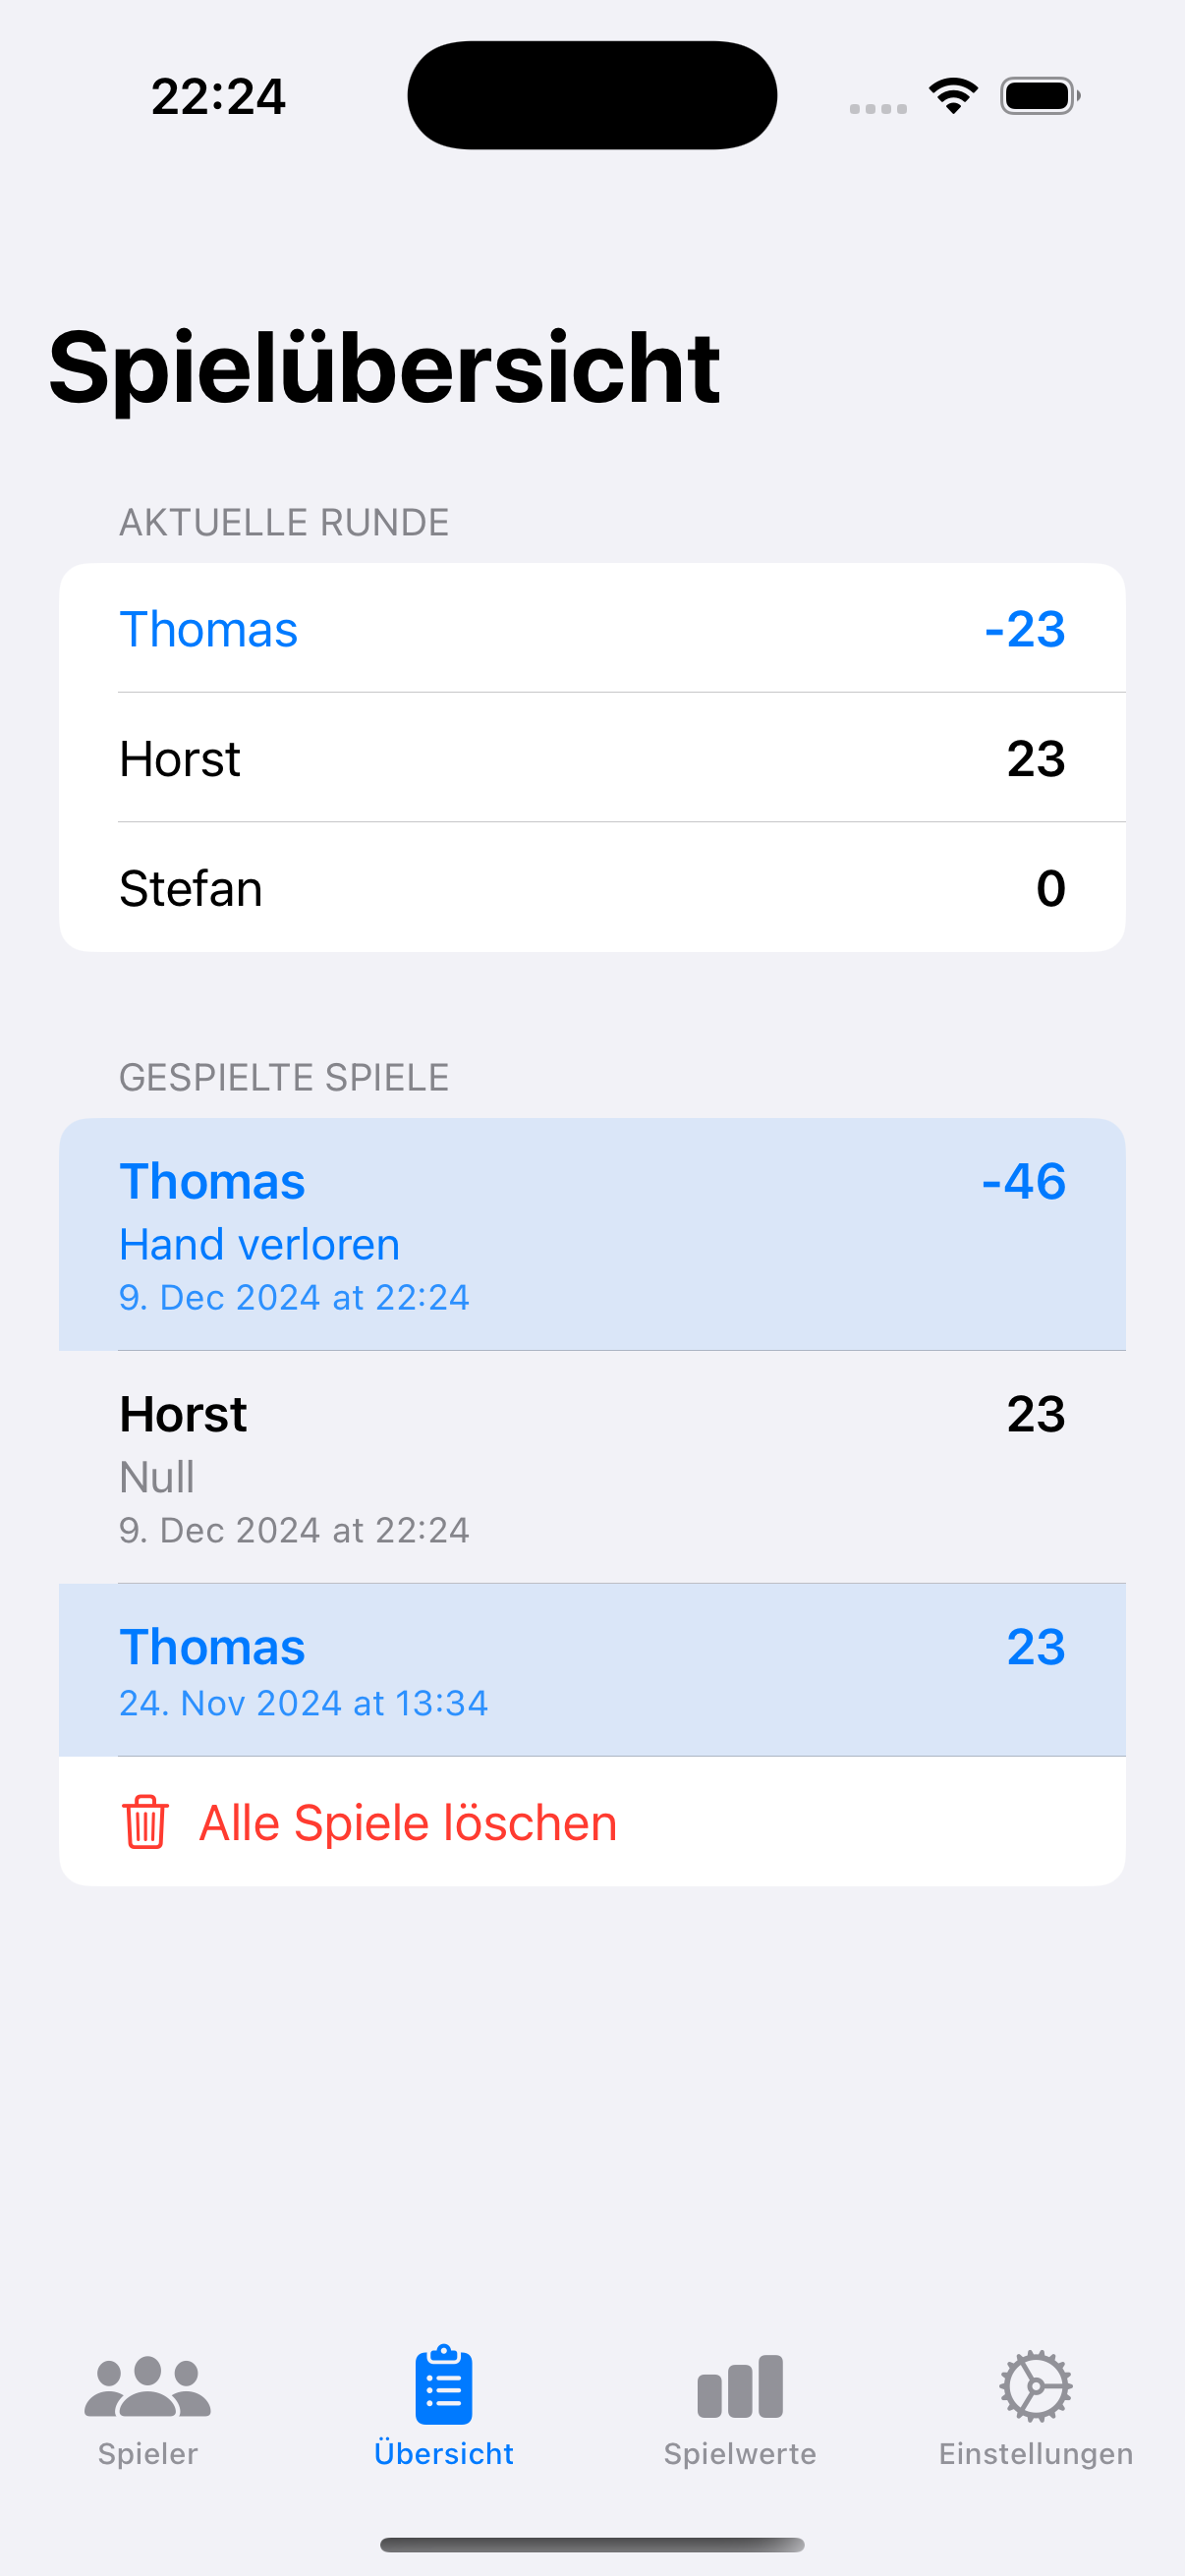 22:24
Spielübersicht
AKTUELLE RUNDE
Thomas -23
Horst 23
Stefan 0
GESPIELTE SPIELE
Thomas -46
Hand verloren
9. Dec 2024 at 22:24
Horst 23
Null
9. Dec 2024 at 22:24
Thomas 23
24. Nov 2024 at 13:34
Alle Spiele löschen
Spieler Übersicht Spielwerte Einstellungen